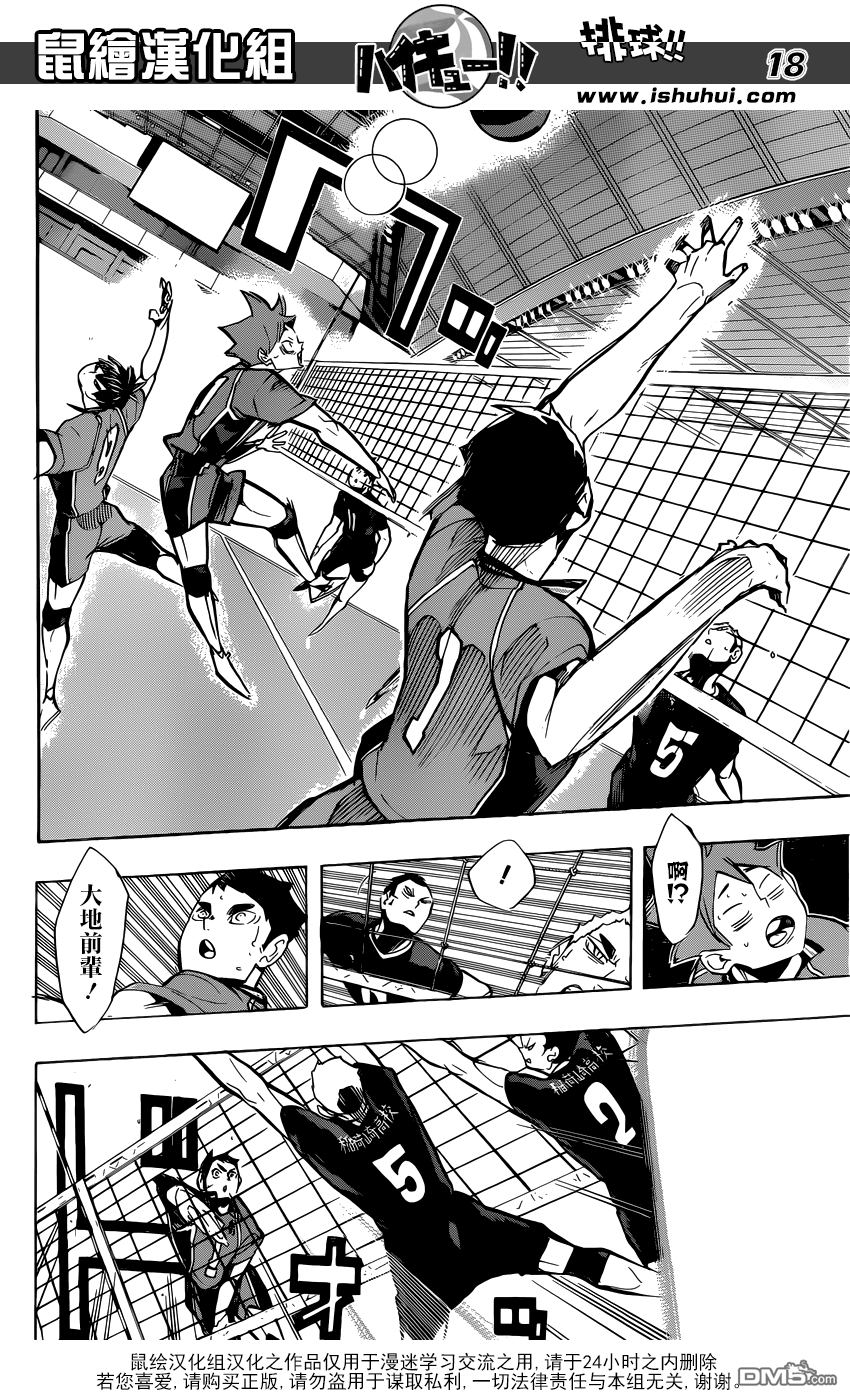 鼠繪漢化組
ハイキュー!!
排球!!
18
www.ishuhui.com
1
5
啊!?
!
大地前輩!
稲荷崎高校
2
稲荷崎高校
5
鼠绘汉化组汉化之作品仅用于漫迷学习交流之用, 请于24小时之内删除
若您喜爱, 请购买正版, 请勿盗用于谋取私利, 一切法律责任与本组无关, 谢谢。
DM5.com